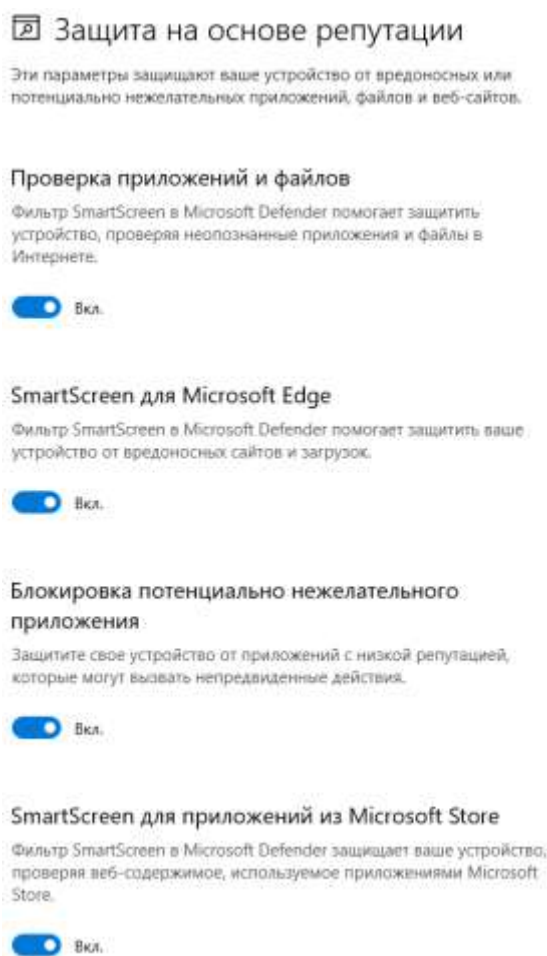 Защита на основе репутации
Эти параметры защищают ваше устройство от вредоносных или
потенциально нежелательных приложений, файлов и веб-сайтов.
Проверка приложений и файлов
Фильтр SmartScreen в Microsoft Defender помогает защитить
устройство, проверяя неопознанные приложения и файлы в
Интернете.
Вкл.
SmartScreen для Microsoft Edge
Фильтр SmartScreen в Microsoft Defender помогает защитить ваше
устройство от вредоносных сайтов и загрузок.
Вкл.
Блокировка потенциально нежелательного
приложения
Защитите свое устройство от приложений с низкой репутацией,
которые могут вызвать непредвиденные действия.
Вкл.
SmartScreen для приложений из Microsoft Store
Фильтр SmartScreen в Microsoft Defender защищает ваше устройство,
проверяя веб-содержимое, используемое приложениями Microsoft
Store.
Вкл.